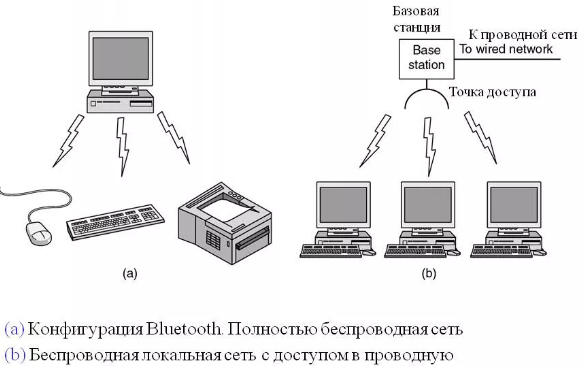 Базовая
станция
К проводной сети
To wired network
Base
station
Точка доступа
(a)
(b)
(a) Конфигурация Bluetooth. Полностью беспроводная сеть
(b) Беспроводная локальная сеть с доступом в проводную